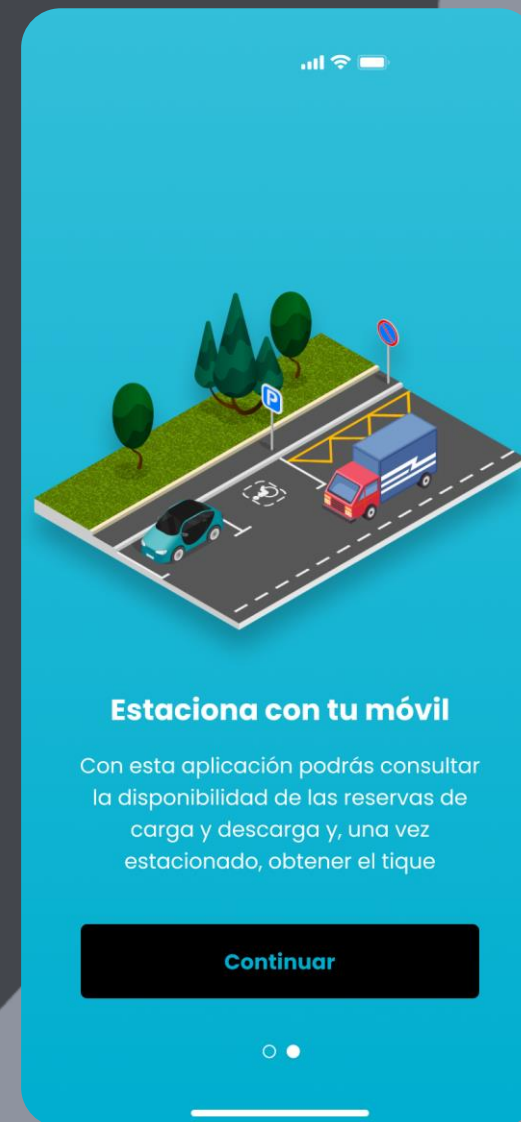 P
Estaciona con tu móvil
Con esta aplicación podrás consultar
la disponibilidad de las reservas de
carga y descarga y, una vez
estacionado, obtener el tique
Continuar